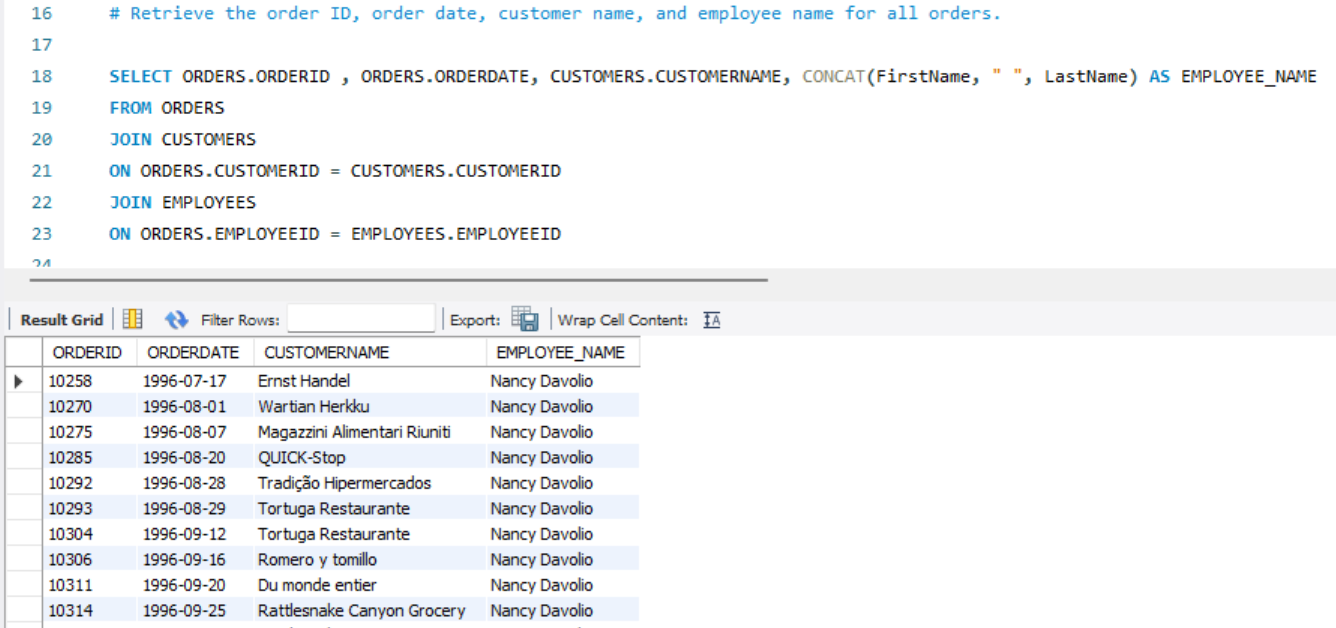 16 # Retrieve the order ID, order date, customer name, and employee name for all orders.
17
18 SELECT ORDERS.ORDERID , ORDERS.ORDERDATE, CUSTOMERS.CUSTOMERNAME, CONCAT(FirstName, " ", LastName) AS EMPLOYEE_NAME
19 FROM ORDERS
20 JOIN CUSTOMERS
21 ON ORDERS.CUSTOMERID = CUSTOMERS.CUSTOMERID
22 JOIN EMPLOYEES
23 ON ORDERS.EMPLOYEEID = EMPLOYEES.EMPLOYEEID
24
Result Grid Filter Rows: Export: Wrap Cell Content: IA
ORDERID ORDERDATE CUSTOMERNAME EMPLOYEE_NAME
10258 1996-07-17 Ernst Handel Nancy Davolio
10270 1996-08-01 Wartian Herkku Nancy Davolio
10275 1996-08-07 Magazzini Alimentari Riuniti Nancy Davolio
10285 1996-08-20 QUICK-Stop Nancy Davolio
10292 1996-08-28 Tradição Hipermercados Nancy Davolio
10293 1996-08-29 Tortuga Restaurante Nancy Davolio
10304 1996-09-12 Tortuga Restaurante Nancy Davolio
10306 1996-09-16 Romero y tomillo Nancy Davolio
10311 1996-09-20 Du monde entier Nancy Davolio
10314 1996-09-25 Rattlesnake Canyon Grocery Nancy Davolio